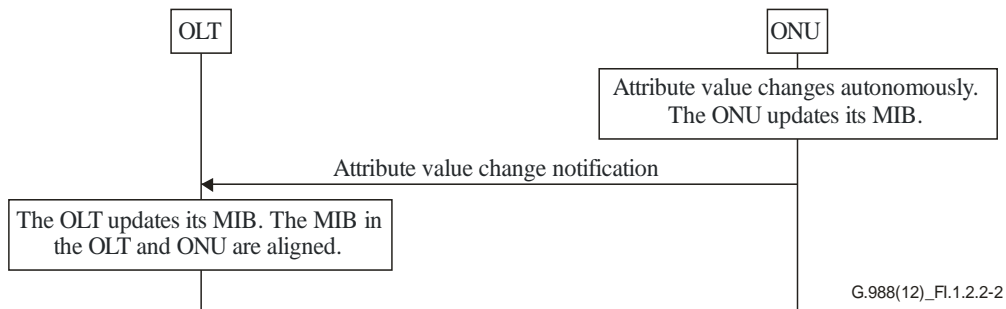 OLT
ONU
Attribute value changes autonomously.
The ONU updates its MIB.
Attribute value change notification
The OLT updates its MIB. The MIB in
the OLT and ONU are aligned.
G.988(12)_FI.1.2.2-2